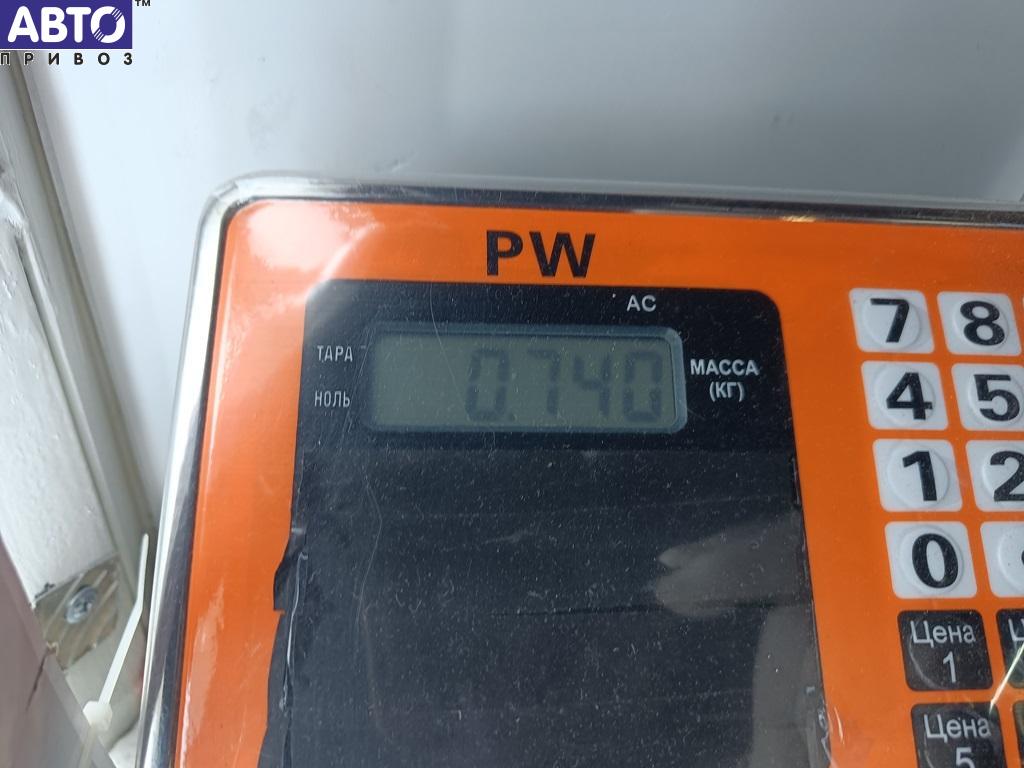 АВТО™
ПРИВОЗ
PW
AC
ТАРА
НОЛЬ
0.740
МАССА
(КГ)
7 8
4 5
1 2
0
Цена
1
Цена
5